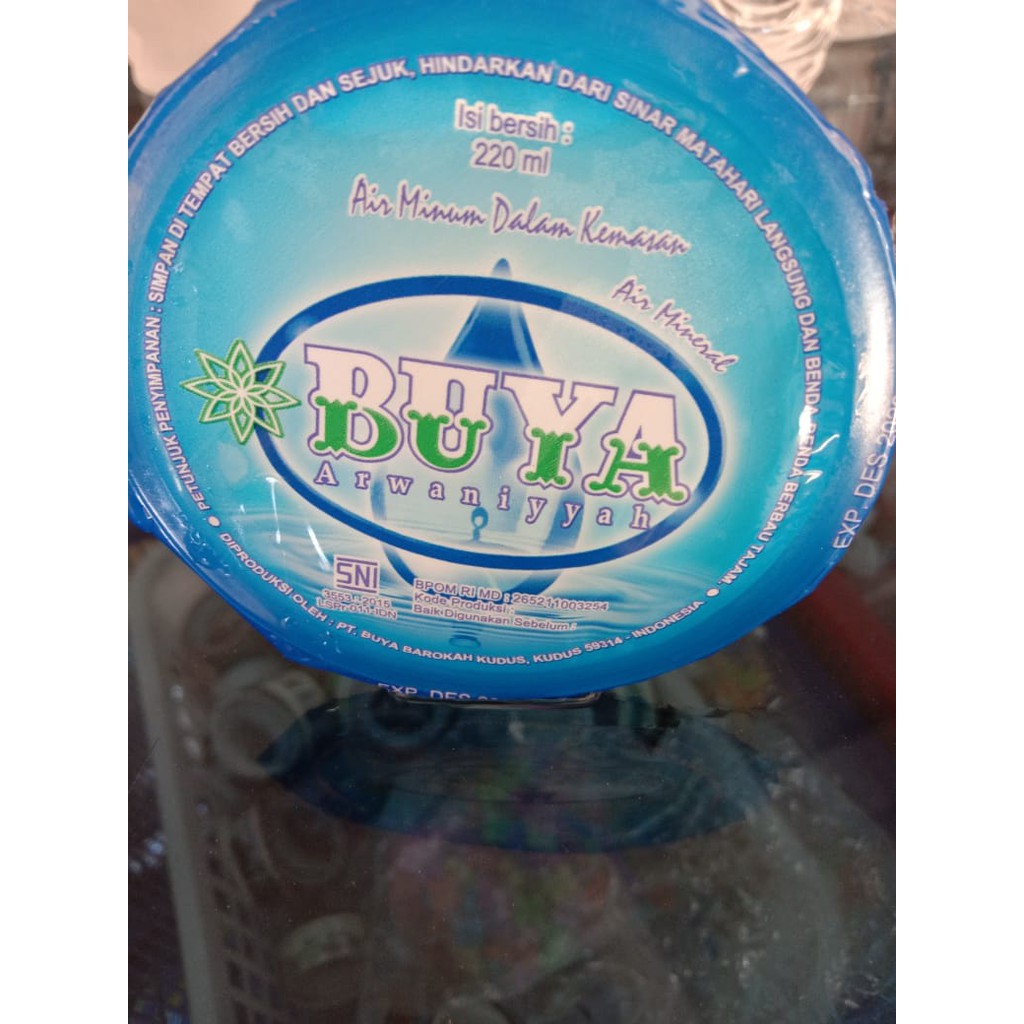 PETUNJUK PENYIMPANAN : SIMPAN DI TEMPAT BERSIH DAN SEJUK, HINDARKAN DARI SINAR MATAHARI LANGSUNG DAN BENDA BENDA BERBAU TAJAM.
Isi bersih :
220 ml
Air Minum Dalam Kemasan
Air Mineral
BUYA
Arwaniyyah
SNI
3553 - 2015
BPOM RI MD : 265211003254
Kode Produksi :
Baik Digunakan Sebelum :
DIPRODUKSI OLEH : PT. BUYA BAROKAH KUDUS, KUDUS 59314 - INDONESIA
EXP. DES
EXP. DES